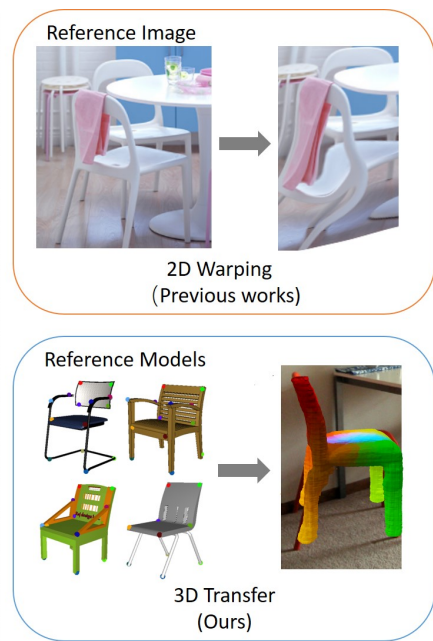 Reference Image
2D Warping
(Previous works)
Reference Models
3D Transfer
(Ours)